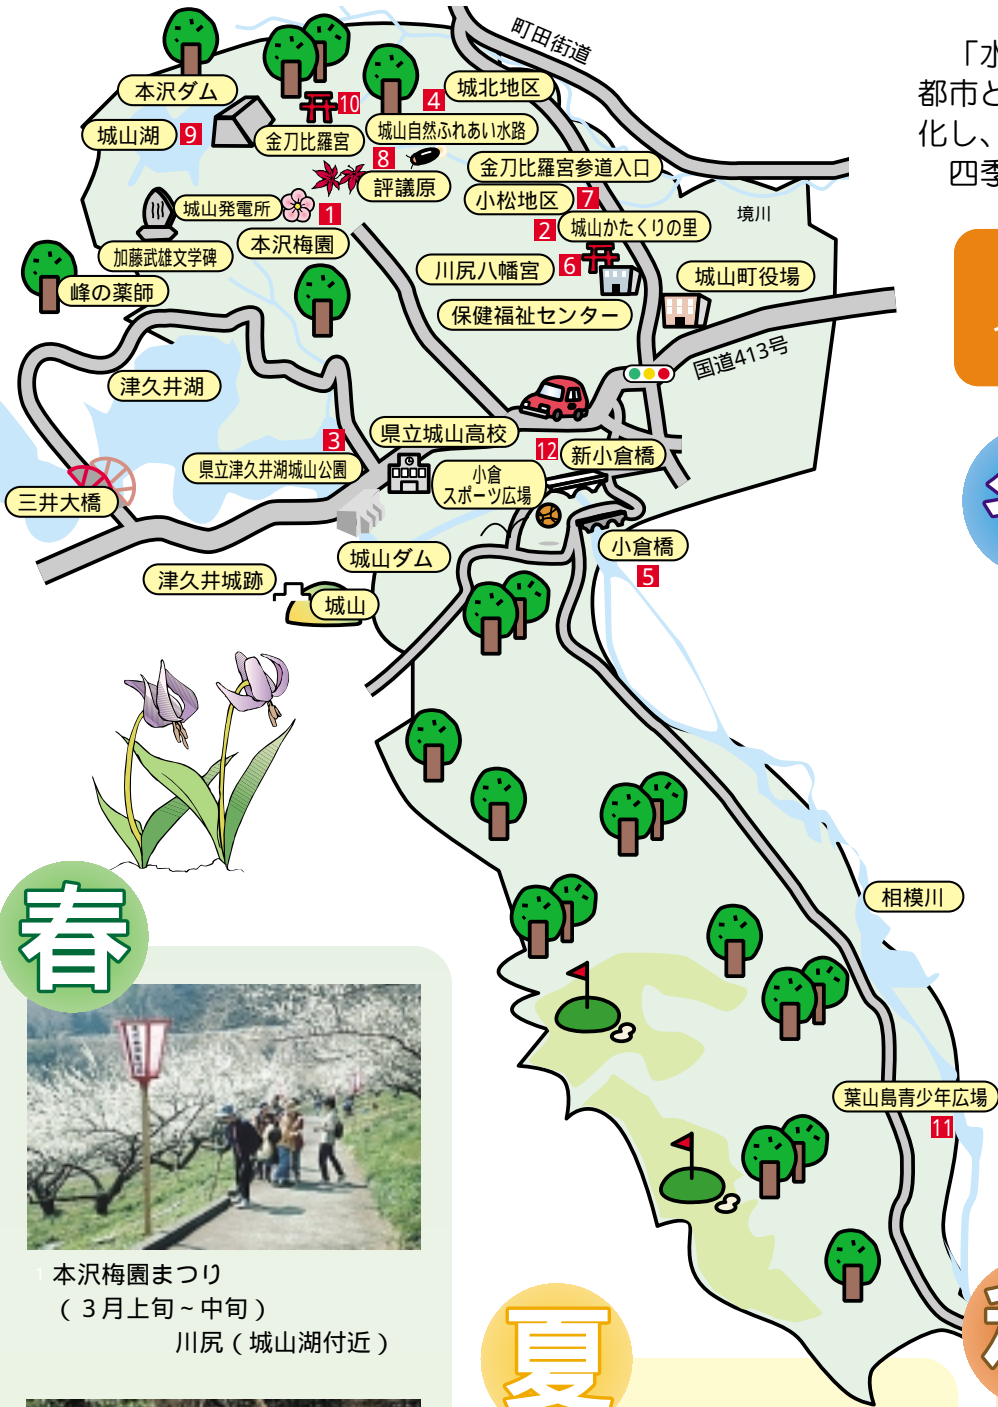 町田街道
「水
都市と
化し、
四季
本沢ダム
城北地区
4
10
城山湖
9
金刀比羅宮
城山自然ふれあい水路
8
評議原
金刀比羅宮参道入口
小松地区
7
城山発電所
1
2
城山かたくりの里
境川
加藤武雄文学碑
本沢梅園
川尻八幡宮
6
城山町役場
峰の薬師
保健福祉センター
国道413号
津久井湖
3
県立城山高校
12
新小倉橋
県立津久井湖城山公園
小倉
スポーツ広場
三井大橋
城山ダム
小倉橋
5
津久井城跡
城山
春
相模川
葉山島青少年広場
11
1 本沢梅園まつり
（３月上旬～中旬）
川尻（城山湖付近）
夏